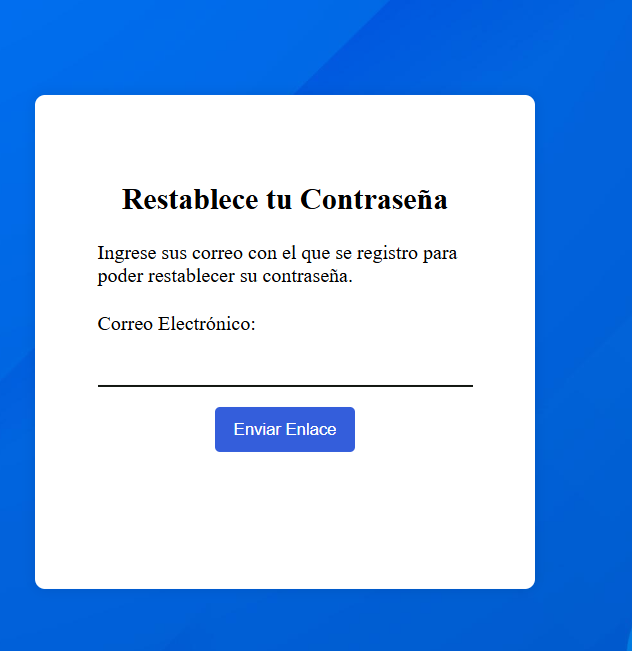 Restablece tu Contraseña
Ingrese sus correo con el que se registro para
poder restablecer su contraseña.
Correo Electrónico:
Enviar Enlace